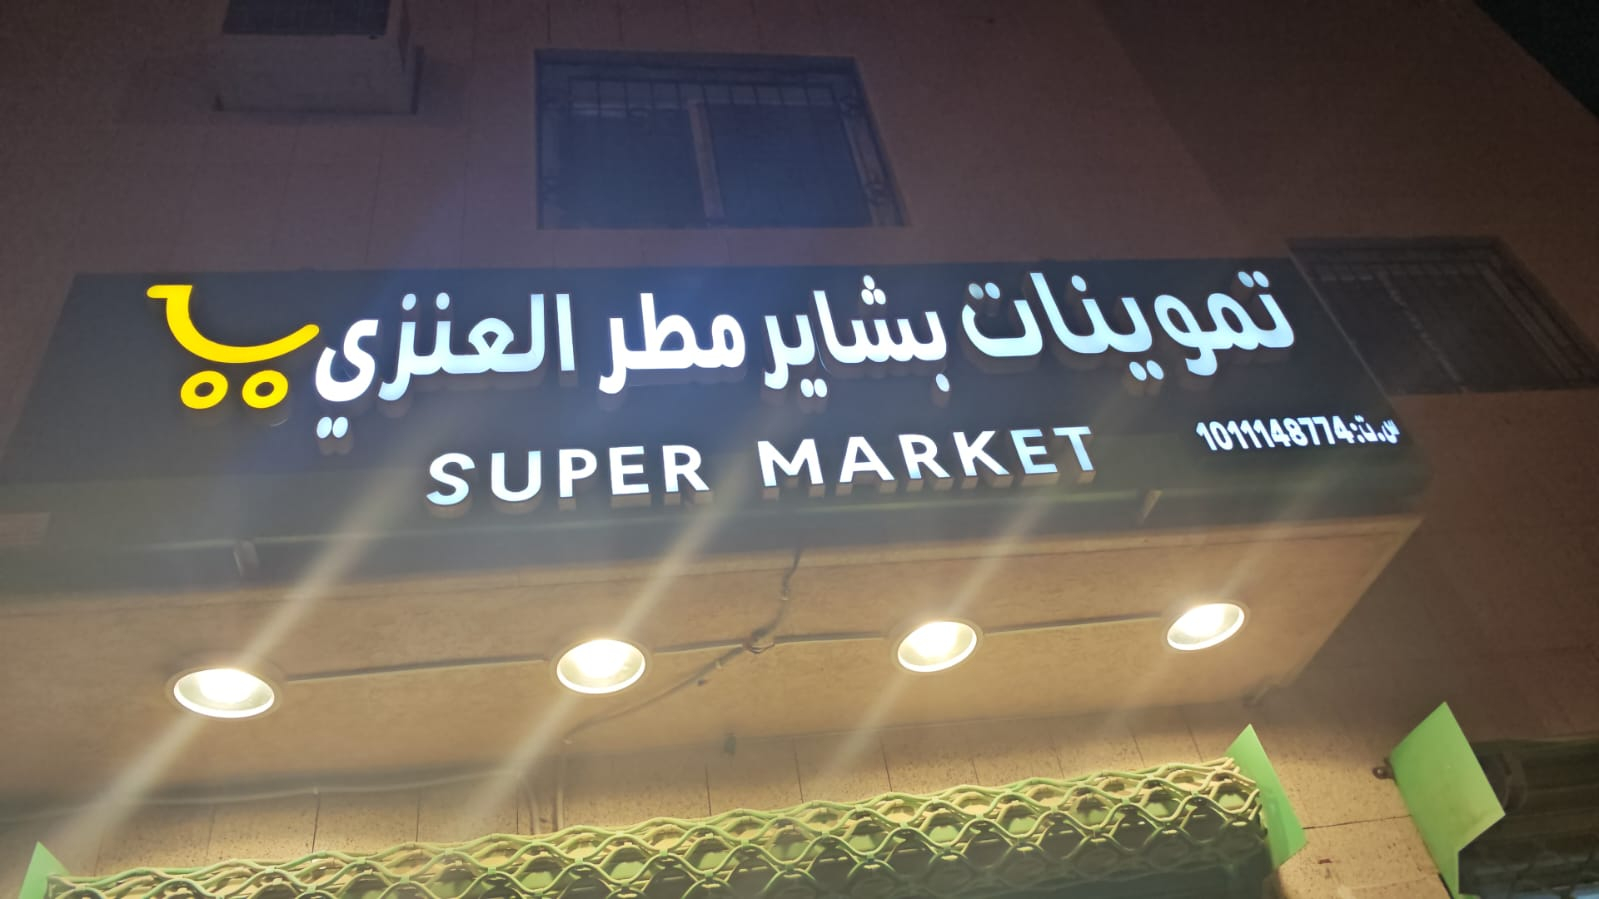 تموينات بشاير مطر العنزي
SUPER MARKET
س.ت:1011148774